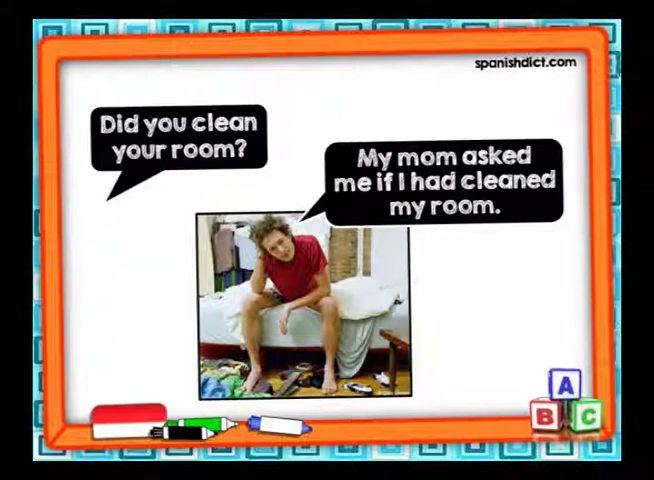 spanishdict.com
Did you clean
your room?
My mom asked
me if I had cleaned
my room.
A
B
C